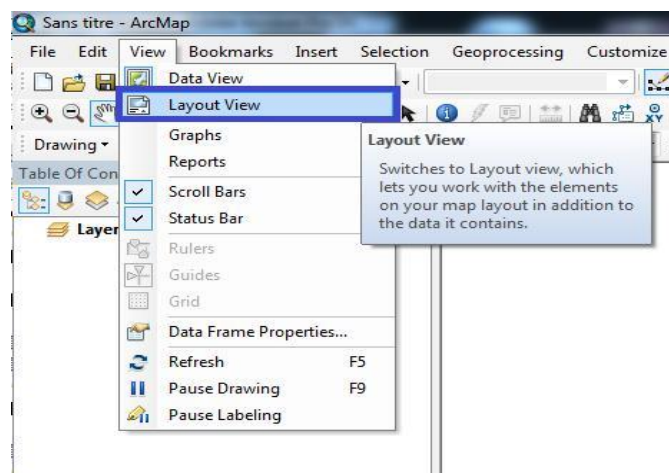 Sans titre - ArcMap
File Edit View Bookmarks Insert Selection Geoprocessing Customize
Data View
Layout View
XY
Graphs
Drawing
Layout View
Reports
Switches to Layout view, which
Table Of Con
lets you work with the elements
Scroll Bars
on your map layout in addition to
Status Bar
the data it contains.
Layer
Rulers
Guides
Grid
Data Frame Properties...
Refresh F5
Pause Drawing F9
Pause Labeling